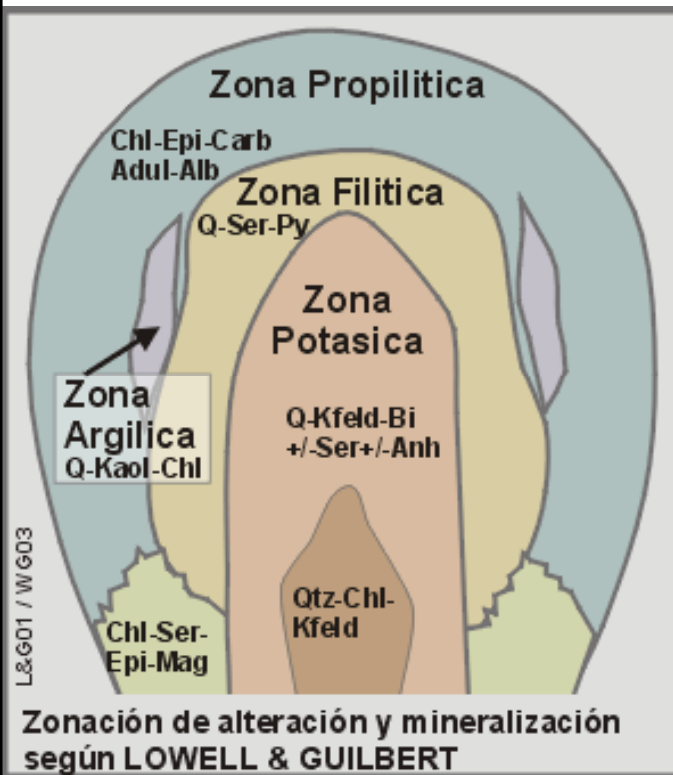 Zona Propilitica
Chl-Epi-Carb
Adul-Alb
Zona Filitica
Q-Ser-Py
Zona
Potasica
Zona
Argilica
Q-Kaol-Chl
Q-Kfeld-Bi
+/-Ser+/-Anh
Qtz-Chl-
Kfeld
Chl-Ser-
Epi-Mag
L&G01 / WG03
Zonación de alteración y mineralización
según LOWELL & GUILBERT